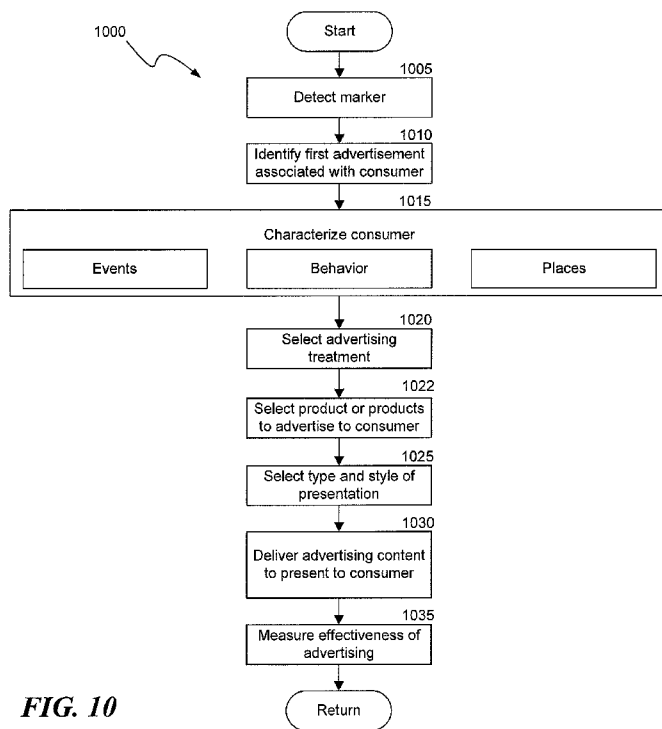 Start
1000
1005
Detect marker
1010
Identify first advertisement
associated with consumer
1015
Characterize consumer
Events
Behavior
Places
1020
Select advertising
treatment
1022
Select product or products
to advertise to consumer
1025
Select type and style of
presentation
1030
Deliver advertising content
to present to consumer
1035
Measure effectiveness of
advertising
Return
FIG. 10